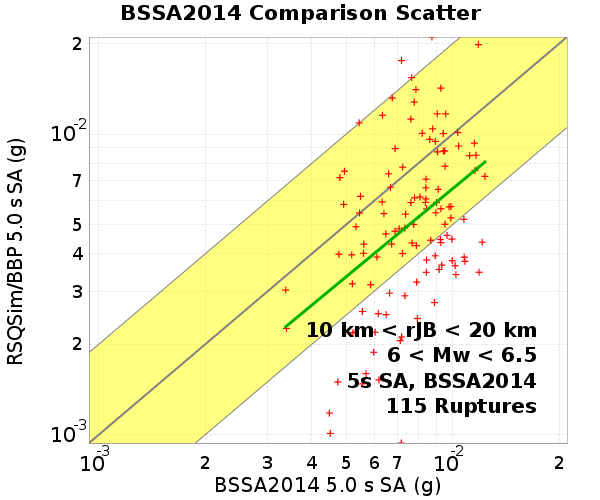 BSSA2014 Comparison Scatter
RSQSim/BBP 5.0 s SA (g)
2
10-2
7
5
4
3
2
10-3
10 km < rJB < 20 km
6 < Mw < 6.5
5s SA, BSSA2014
115 Ruptures
10-3 2 3 4 5 6 7 10-2 2
BSSA2014 5.0 s SA (g)